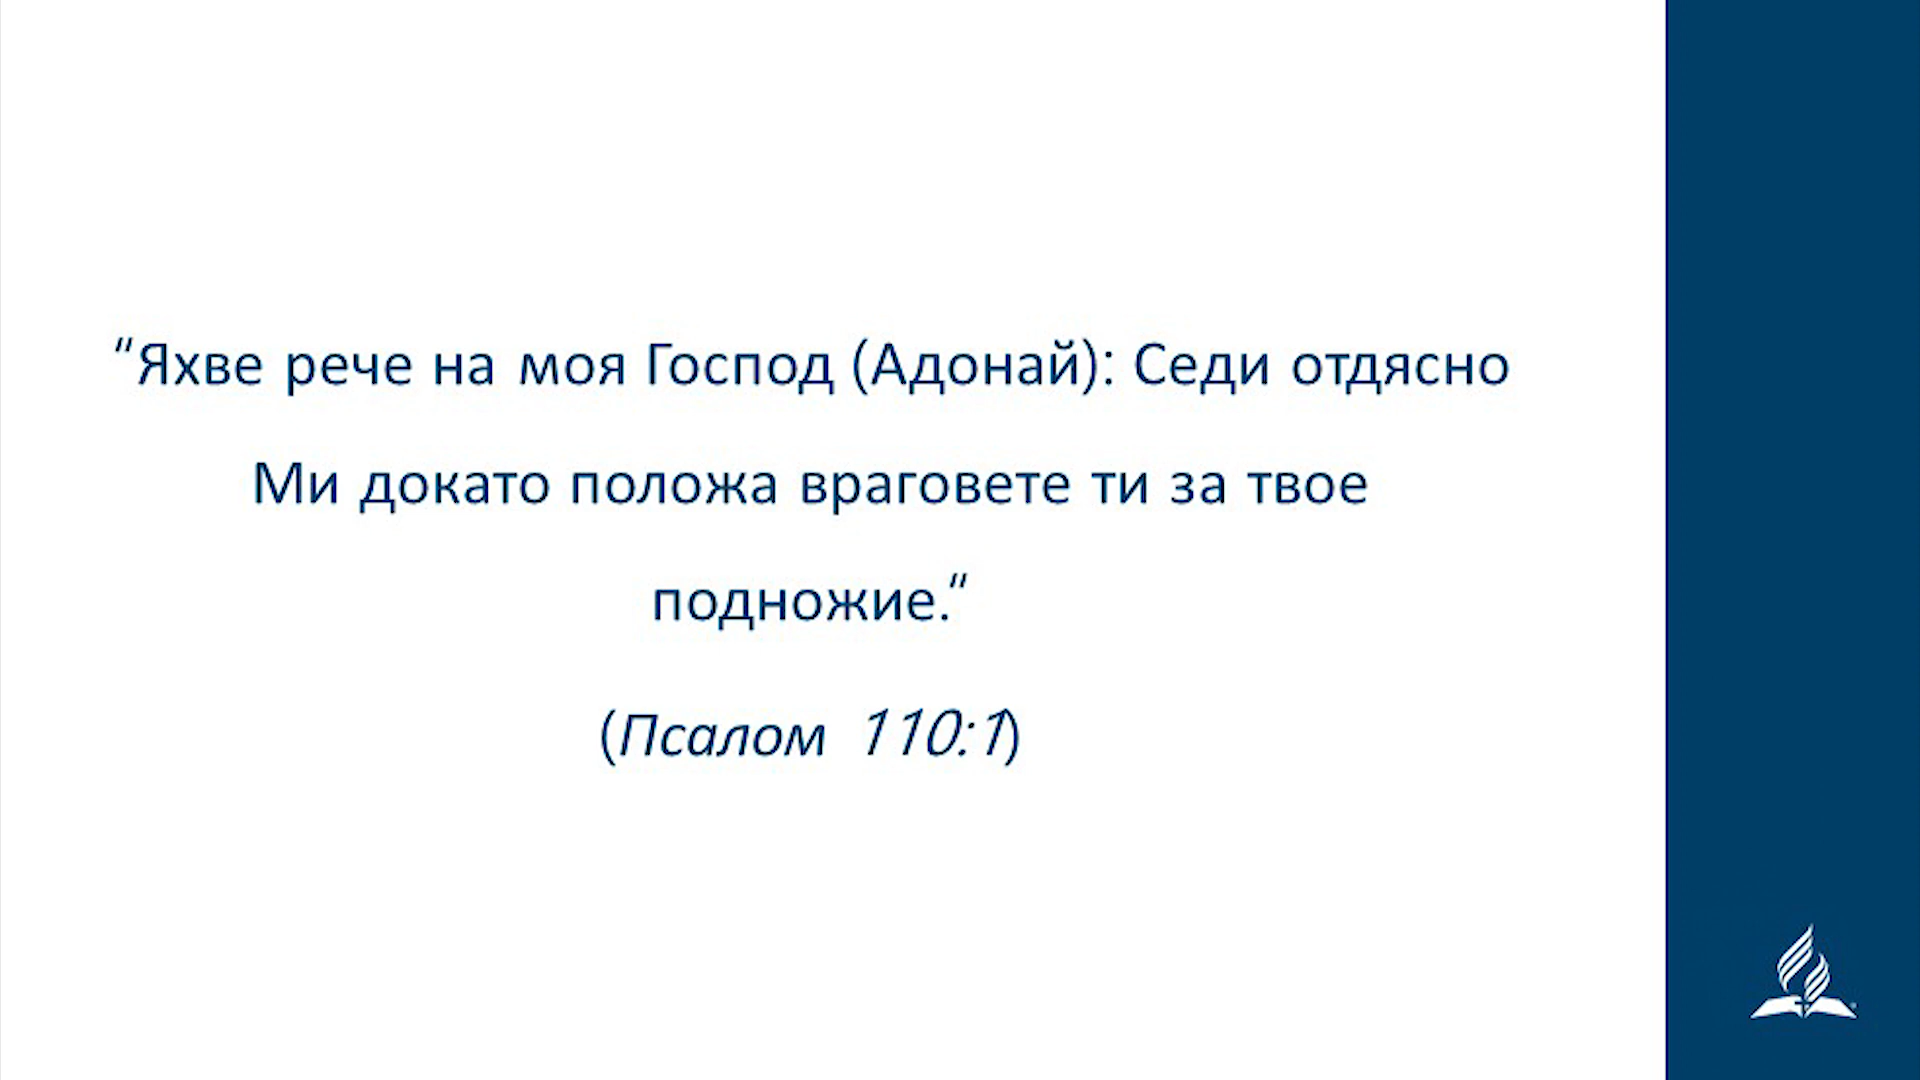 "Яхве рече на моя Господ (Адонай): Седи отдясно
Ми докато положа враговете ти за твое
подножие."
(Псалом 110:1)